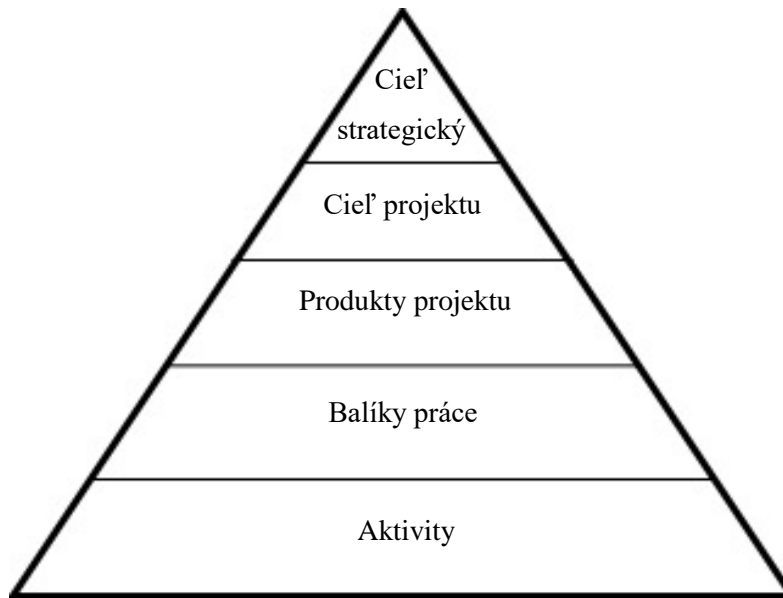 Cieľ
strategický
Cieľ projektu
Produkty projektu
Balíky práce
Aktivity